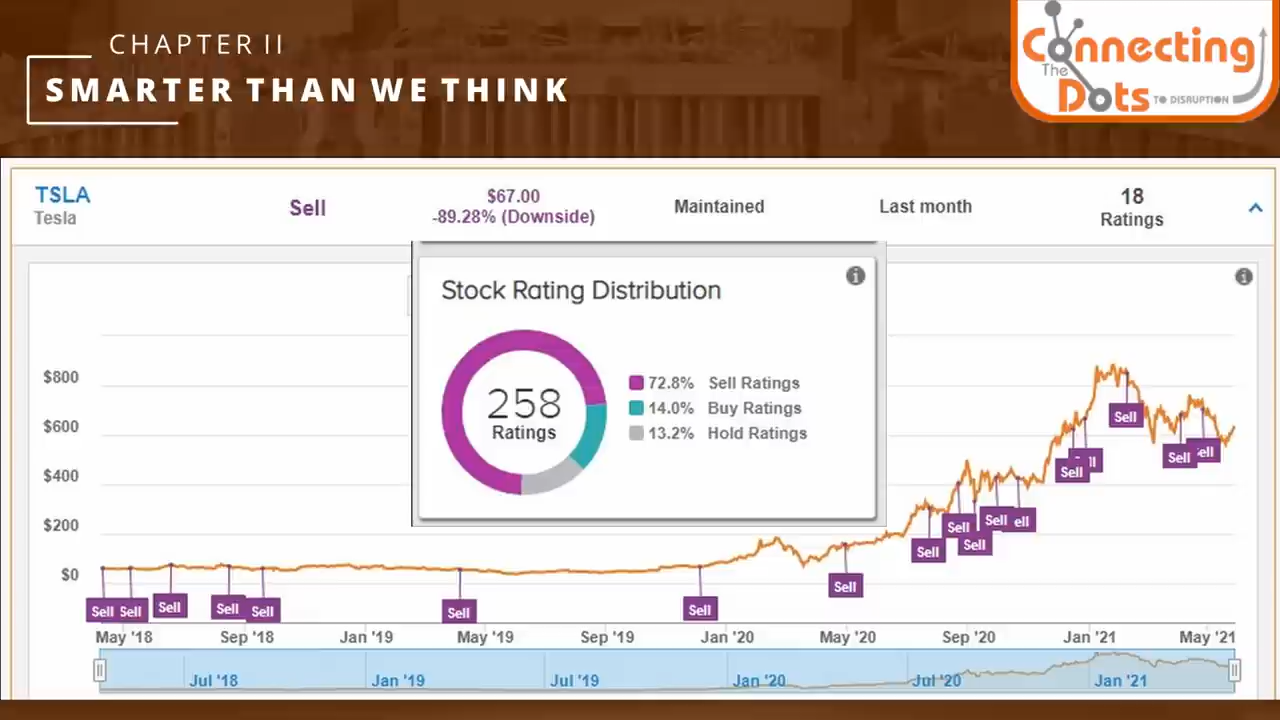 CHAPTER II
SMARTER THAN WE THINK
Connecting
The
Dots TO DISRUPTION
TSLA
Tesla
Sell
$67.00
-89.28% (Downside)
Maintained
Last month
18
Ratings
Stock Rating Distribution
258
Ratings
72.8% Sell Ratings
14.0% Buy Ratings
13.2% Hold Ratings
$800
$600
$400
$200
$0
Sell Sell Sell Sell Sell Sell Sell Sell Sell Sell Sell Sell ell Sell ll Sell Sell ell
May '18 Sep '18 Jan '19 May '19 Sep '19 Jan '20 May '20 Sep '20 Jan '21 May '21
Jul '18 Jan '19 Jul '19 Jan '20 Jul '20 Jan '21